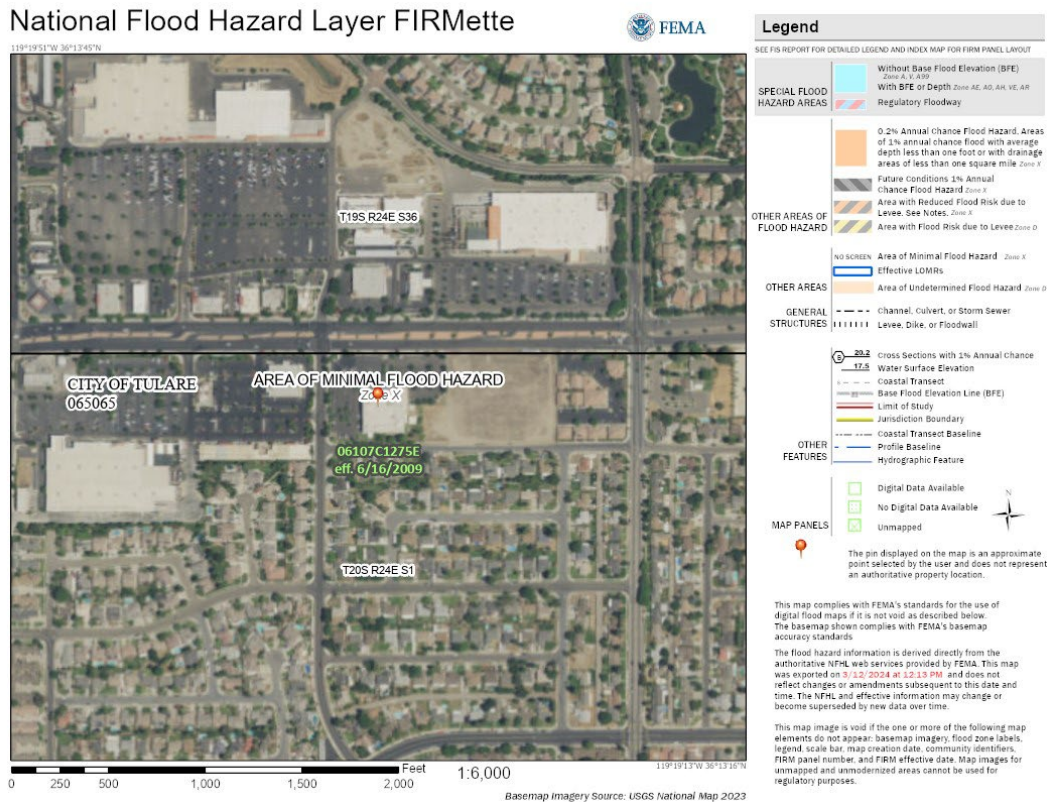 National Flood Hazard Layer FIRMette
FEMA
119°19'51"W 36°13'45"N
T19S R24E S36
CITY OF TULARE
065065
AREA OF MINIMAL FLOOD HAZARD
Zone X
06107C1275E
eff. 6/16/2009
T20S R24E S1
119°19'13"W 36°13'16"N
Feet
0 250 500 1,000 1,500 2,000
1:6,000
Basemap Imagery Source: USGS National Map 2023
Legend
SEE FIS REPORT FOR DETAILED LEGEND AND INDEX MAP FOR FIRM PANEL LAYOUT
SPECIAL FLOOD
HAZARD AREAS
Without Base Flood Elevation (BFE)
Zone A, V, A99
With BFE or Depth Zone AE, AO, AH, VE, AR
Regulatory Floodway
OTHER AREAS OF
FLOOD HAZARD
0.2% Annual Chance Flood Hazard, Areas
of 1% annual chance flood with average
depth less than one foot or with drainage
areas of less than one square mile Zone X
Future Conditions 1% Annual
Chance Flood Hazard Zone X
Area with Reduced Flood Risk due to
Levee. See Notes. Zone X
Area with Flood Risk due to Levee Zone D
OTHER AREAS
NO SCREEN Area of Minimal Flood Hazard Zone X
Effective LOMRs
Area of Undetermined Flood Hazard Zone D
GENERAL
STRUCTURES
Channel, Culvert, or Storm Sewer
Levee, Dike, or Floodwall
OTHER
FEATURES
B 20.2 Cross Sections with 1% Annual Chance
17.5 Water Surface Elevation
Coastal Transect
Base Flood Elevation Line (BFE)
Limit of Study
Jurisdiction Boundary
Coastal Transect Baseline
Profile Baseline
Hydrographic Feature
MAP PANELS
Digital Data Available
No Digital Data Available
Unmapped
N
The pin displayed on the map is an approximate
point selected by the user and does not represent
an authoritative property location.
This map complies with FEMA's standards for the use of
digital flood maps if it is not void as described below.
The basemap shown complies with FEMA's basemap
accuracy standards
The flood hazard information is derived directly from the
authoritative NFHL web services provided by FEMA. This map
was exported on 3/12/2024 at 12:13 PM and does not
reflect changes or amendments subsequent to this date and
time. The NFHL and effective information may change or
become superseded by new data over time.
This map image is void if the one or more of the following map
elements do not appear: basemap imagery, flood zone labels,
legend, scale bar, map creation date, community identifiers,
FIRM panel number, and FIRM effective date. Map images for
unmapped and unmodernized areas cannot be used for
regulatory purposes.